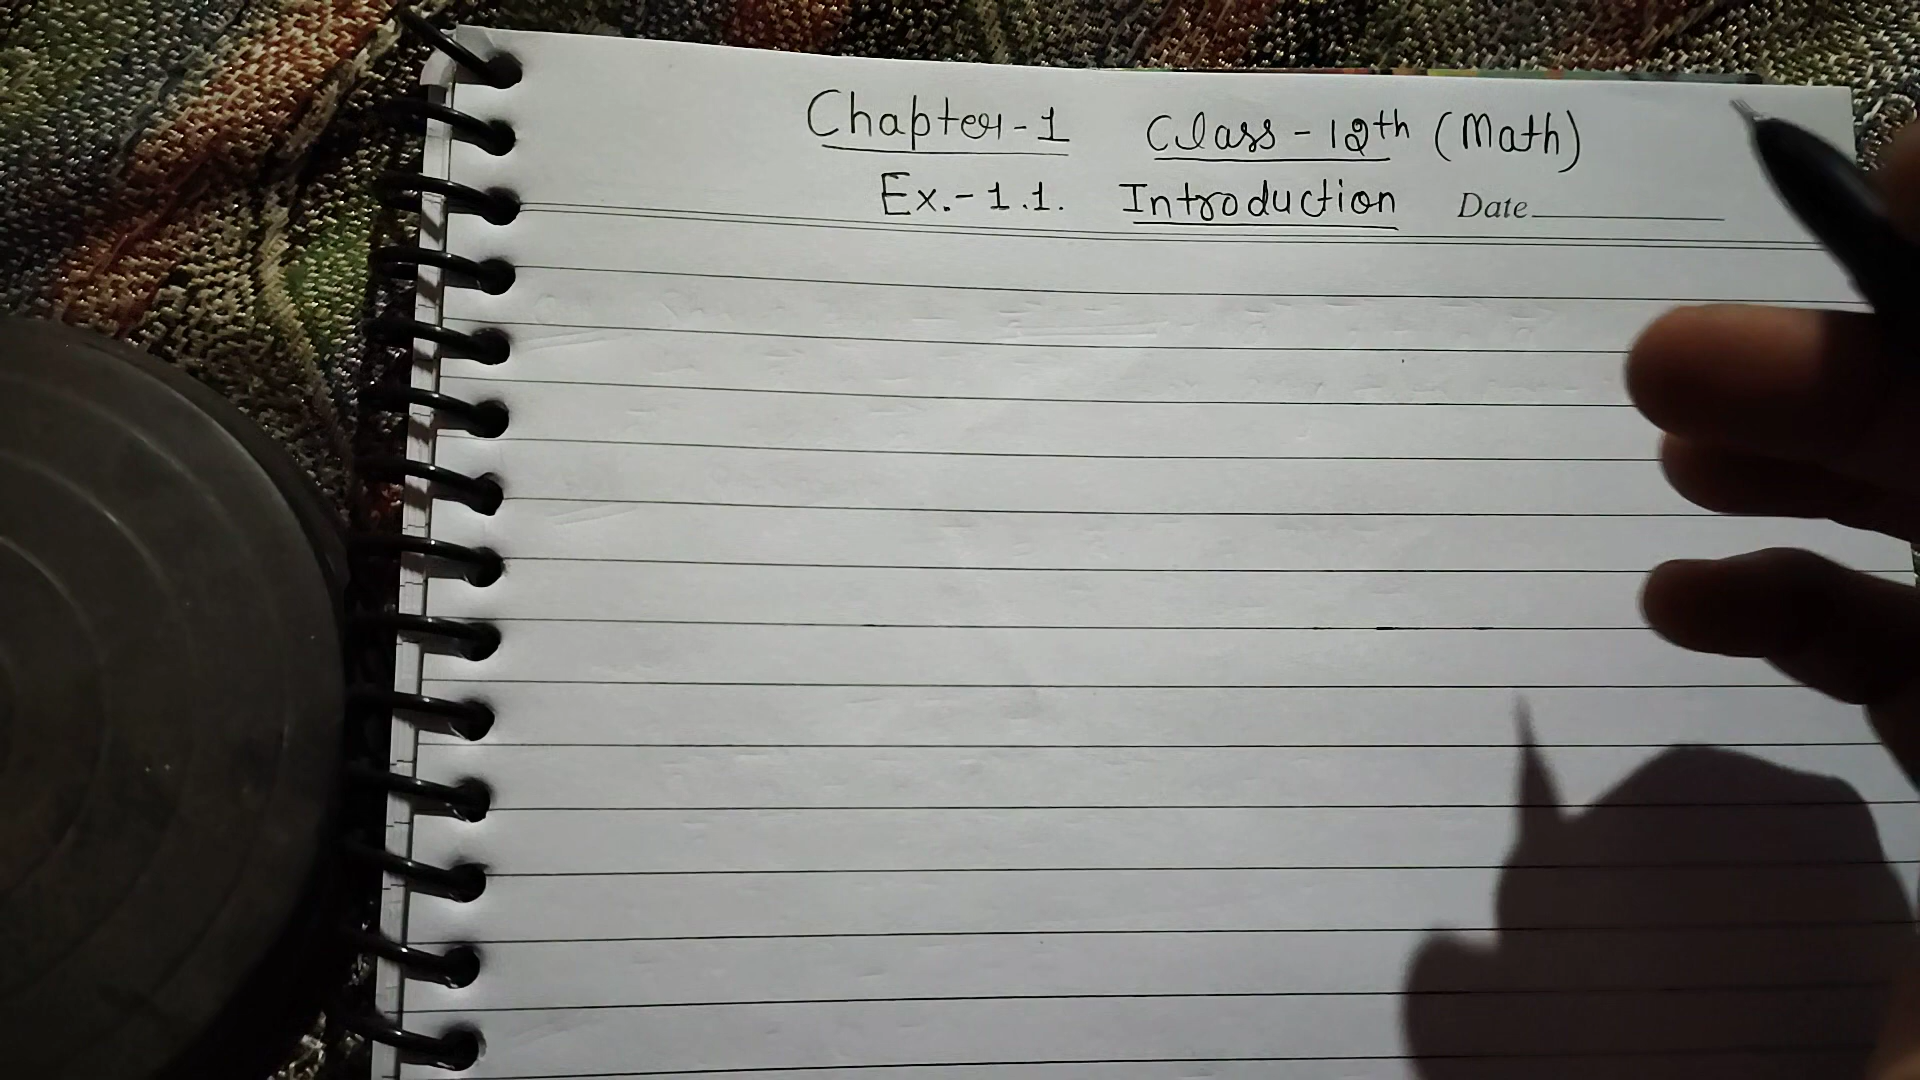 Chapter-1 Class-12th (Math)
Ex.-1.1. Introduction Date